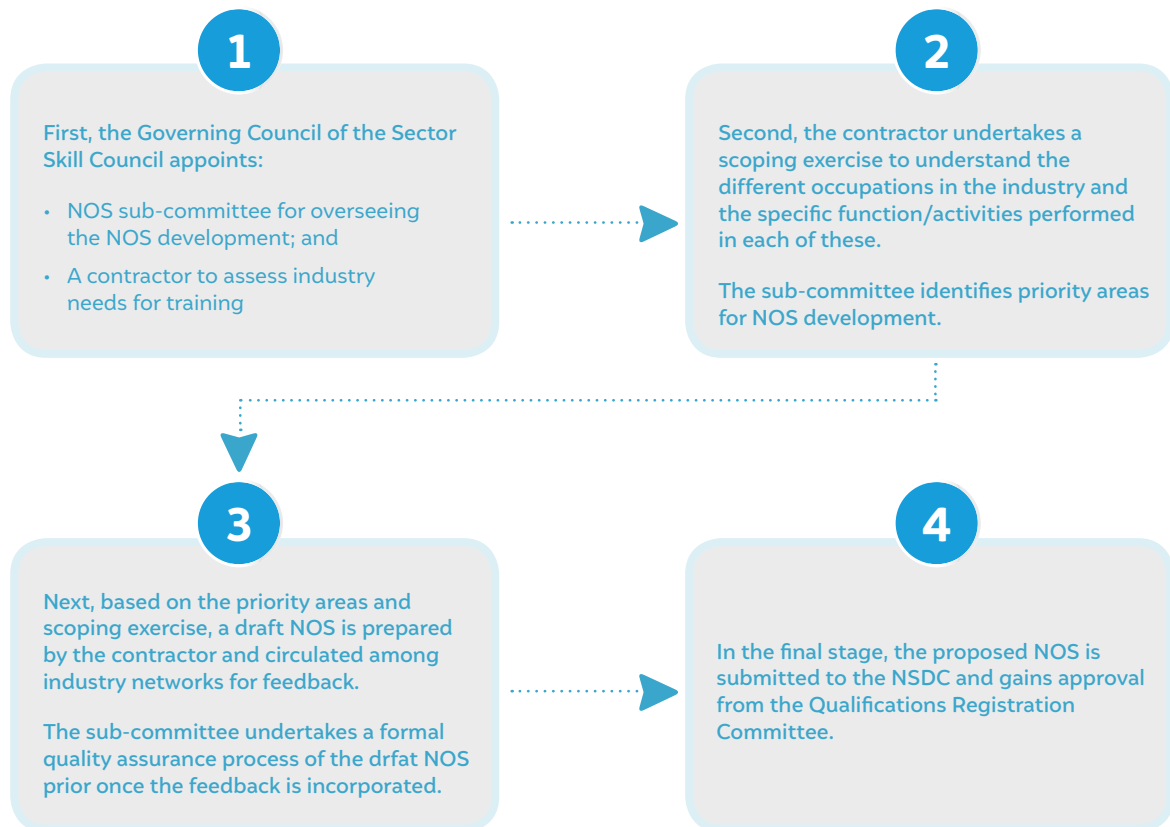 1
First, the Governing Council of the Sector
Skill Council appoints:
• NOS sub-committee for overseeing
the NOS development; and
• A contractor to assess industry
needs for training
2
Second, the contractor undertakes a
scoping exercise to understand the
different occupations in the industry and
the specific function/activities performed
in each of these.
The sub-committee identifies priority areas
for NOS development.
3
Next, based on the priority areas and
scoping exercise, a draft NOS is prepared
by the contractor and circulated among
industry networks for feedback.
The sub-committee undertakes a formal
quality assurance process of the drfat NOS
prior once the feedback is incorporated.
4
In the final stage, the proposed NOS is
submitted to the NSDC and gains approval
from the Qualifications Registration
Committee.